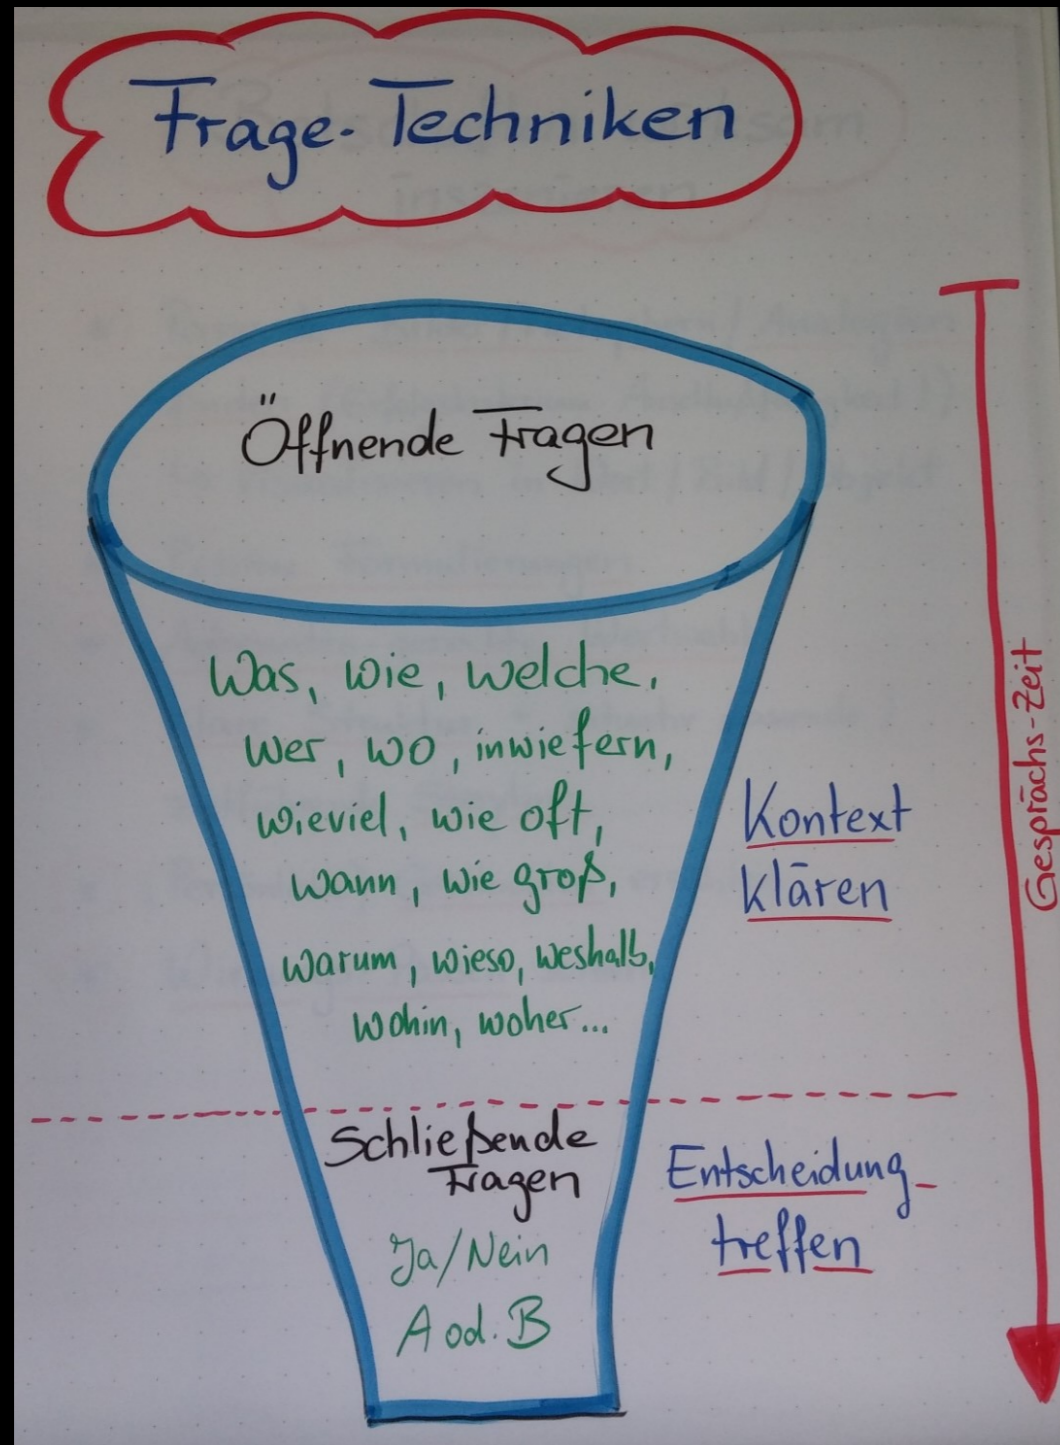 Frage-Techniken
Öffnende Fragen
Was, wie, welche,
wer, wo, inwiefern,
wieviel, wie oft,
wann, wie groß,
warum, wieso, weshalb,
wohin, woher...
Kontext
klären
Gesprächs-Zeit
Schließende
Fragen
Ja/Nein
A od. B
Entscheidung
treffen